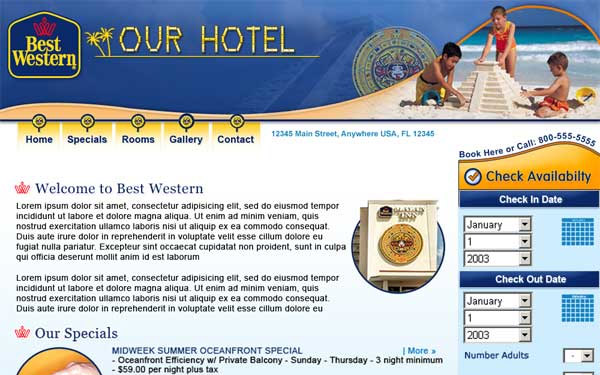 Best
Western
OUR HOTEL
Home Specials Rooms Gallery Contact
12345 Main Street, Anywhere USA, FL 12345
Book Here or Call: 800-555-5555
Check Availabilty
Check In Date
January
1
2003
Check Out Date
January
1
2003
Number Adults
-
Welcome to Best Western
Lorem ipsum dolor sit amet, consectetur adipisicing elit, sed do eiusmod tempor
incididunt ut labore et dolore magna aliqua. Ut enim ad minim veniam, quis
nostrud exercitation ullamco laboris nisi ut aliquip ex ea commodo consequat.
Duis aute irure dolor in reprehenderit in voluptate velit esse cillum dolore eu
fugiat nulla pariatur. Excepteur sint occaecat cupidatat non proident, sunt in culpa
qui officia deserunt mollit anim id est laborum
Lorem ipsum dolor sit amet, consectetur adipisicing elit, sed do eiusmod tempor
incididunt ut labore et dolore magna aliqua. Ut enim ad minim veniam, quis
nostrud exercitation ullamco laboris nisi ut aliquip ex ea commodo consequat.
Duis aute irure dolor in reprehenderit in voluptate velit esse cillum dolore eu
Our Specials
MIDWEEK SUMMER OCEANFRONT SPECIAL | More »
- Oceanfront Efficiency w/ Private Balcony - Sunday - Thursday - 3 night minimum
- $59.00 per night plus tax